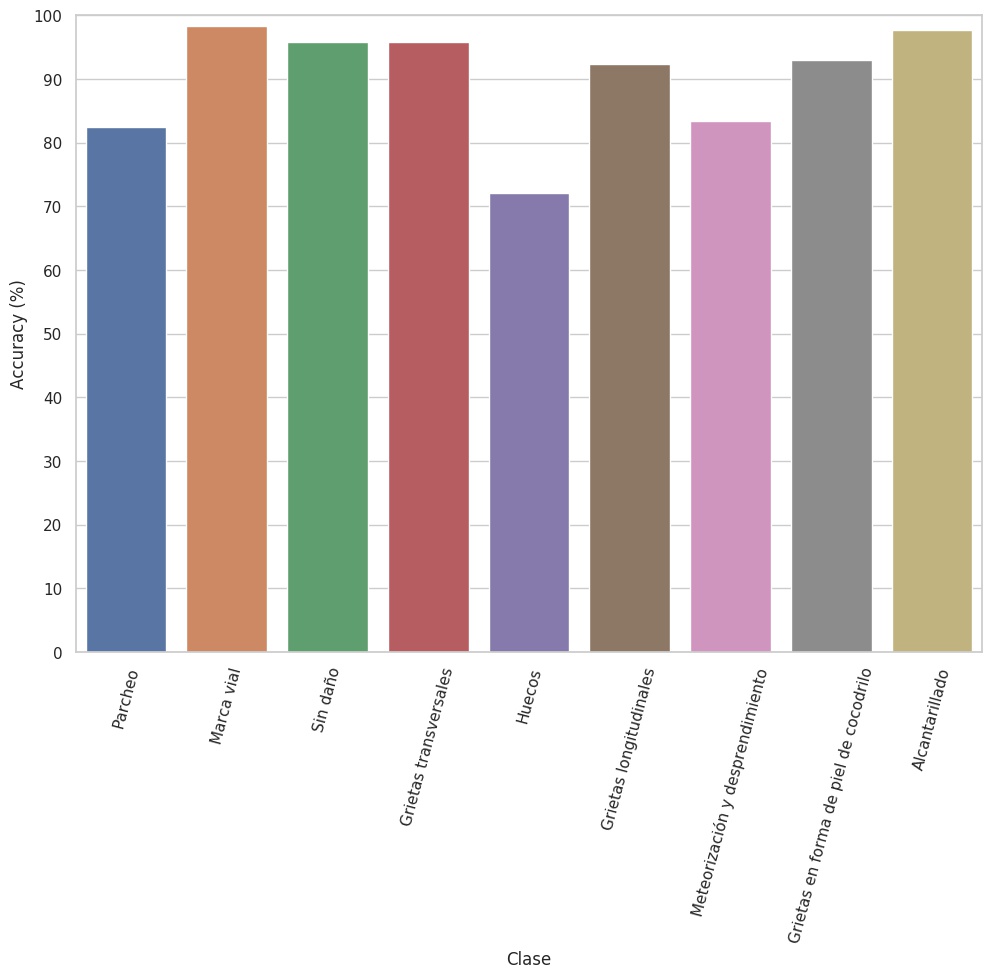 100
90
80
70
60
50
40
30
20
10
0
Accuracy (%)
Parcheo
Marca vial
Sin daño
Grietas transversales
Huecos
Grietas longitudinales
Meteorización y desprendimiento
Grietas en forma de piel de cocodrilo
Alcantarillado
Clase